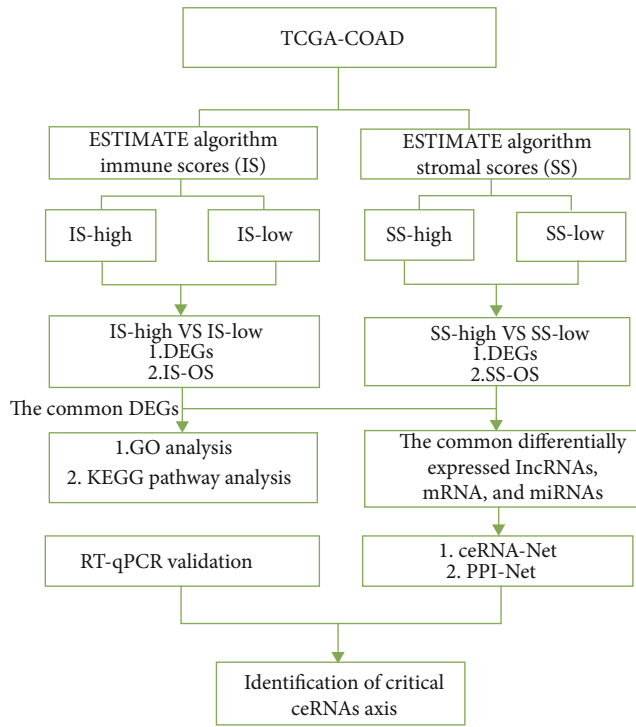 TCGA-COAD
ESTIMATE algorithm
immune scores (IS)
ESTIMATE algorithm
stromal scores (SS)
IS-high
IS-low
SS-high
SS-low
IS-high VS IS-low
1.DEGs
2.IS-OS
SS-high VS SS-low
1.DEGs
2.SS-OS
The common DEGs
1.GO analysis
2. KEGG pathway analysis
The common differentially
expressed lncRNAs,
mRNA, and miRNAs
RT-qPCR validation
1. ceRNA-Net
2. PPI-Net
Identification of critical
ceRNAs axis